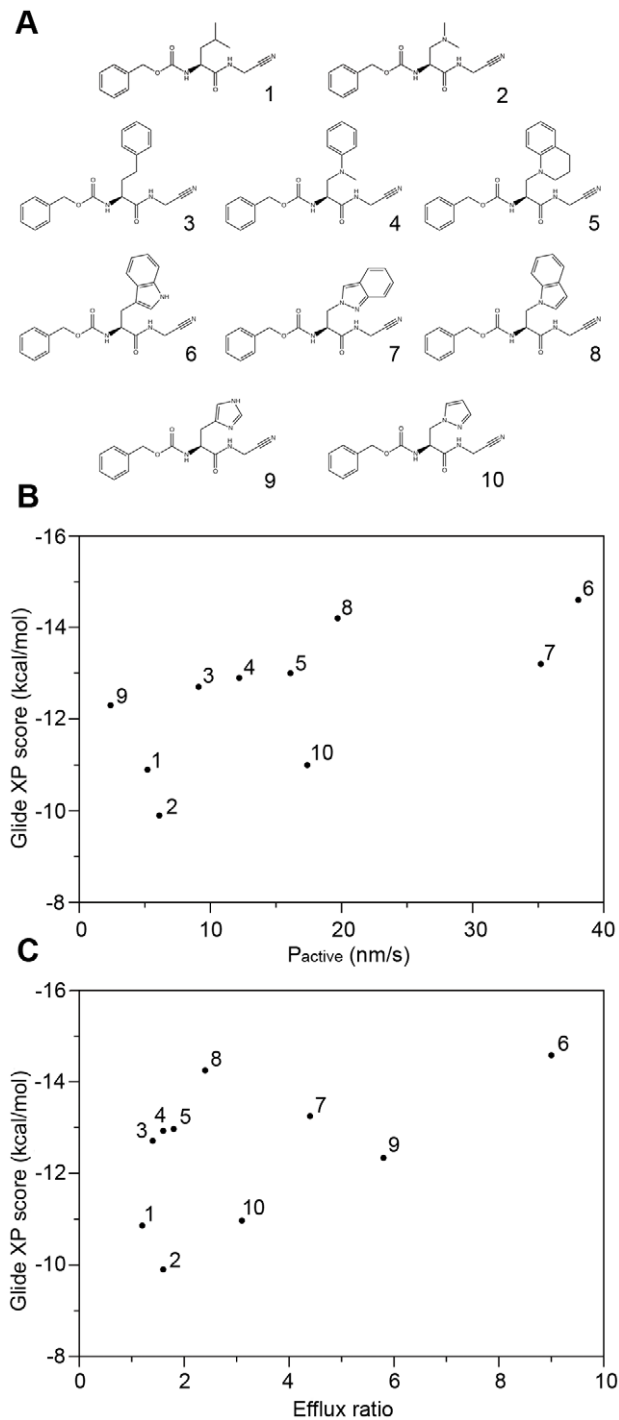 A
1 2
3 4 5
6 7 8
9 10
B
Glide XP score (kcal/mol)
-16
-14
-12
-10
-8
6
8
7
5
4
3
9
1
10
2
0 10 20 30 40
Pactive (nm/s)
C
Glide XP score (kcal/mol)
-16
-14
-12
-10
-8
6
8
7
4 5
3
9
1
10
2
0 2 4 6 8 10
Efflux ratio